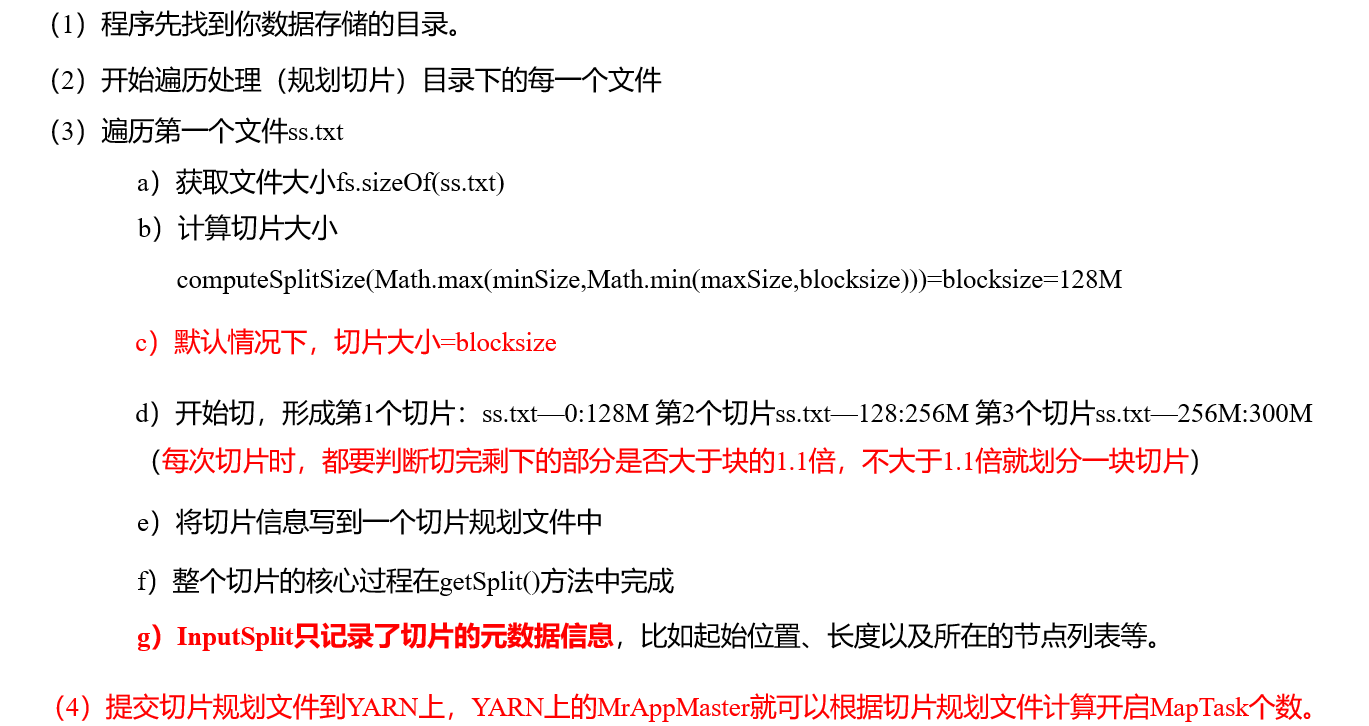 （1）程序先找到你数据存储的目录。
（2）开始遍历处理（规划切片）目录下的每一个文件
（3）遍历第一个文件ss.txt
a）获取文件大小fs.sizeOf(ss.txt)
b）计算切片大小
computeSplitSize(Math.max(minSize,Math.min(maxSize,blocksize)))=blocksize=128M
c）默认情况下，切片大小=blocksize
d）开始切，形成第1个切片：ss.txt—0:128M 第2个切片ss.txt—128:256M 第3个切片ss.txt—256M:300M
（每次切片时，都要判断切完剩下的部分是否大于块的1.1倍，不大于1.1倍就划分一块切片）
e）将切片信息写到一个切片规划文件中
f）整个切片的核心过程在getSplit()方法中完成
g）InputSplit只记录了切片的元数据信息，比如起始位置、长度以及所在的节点列表等。
（4）提交切片规划文件到YARN上，YARN上的MrAppMaster就可以根据切片规划文件计算开启MapTask个数。